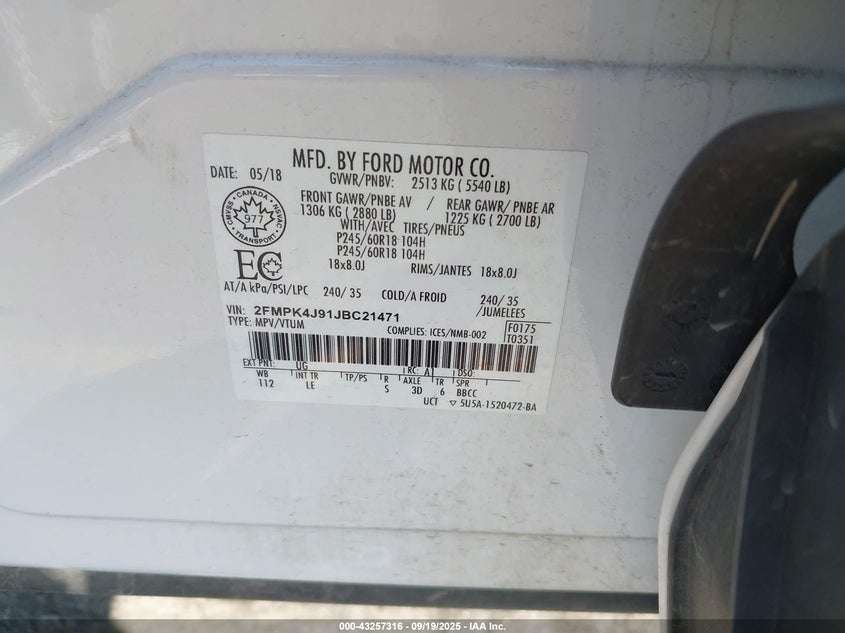 MFD. BY FORD MOTOR CO.
DATE: 05/18
GVWR/PNBV: 2513 KG ( 5540 LB)
FRONT GAWR/PNBE AV / REAR GAWR/ PNBE AR
1306 KG ( 2880 LB) 1225 KG ( 2700 LB)
WITH/AVEC TIRES/PNEUS
P245/60R18 104H
P245/60R18 104H
18x8.0J RIMS/JANTES 18x8.0J
CMVSS · CANADA · NSVAC
977
TRANSPORT
EC
AT/A kPa/PSI/LPC 240/ 35 COLD/A FROID 240/ 35
/JUMELEES
VIN: 2FMPK4J91JBC21471
TYPE: MPV/VTUM COMPLIES: ICES/NMB-002
F0175
T0351
EXT PNT: UG RC: A DSO:
WB INT TR TP/PS R AXLE TR SPR
112 LE S 3D 6 BBCC
UCT ▽ 5U5A-1520472-BA
000-43257316 - 09/19/2025 - IAA Inc.